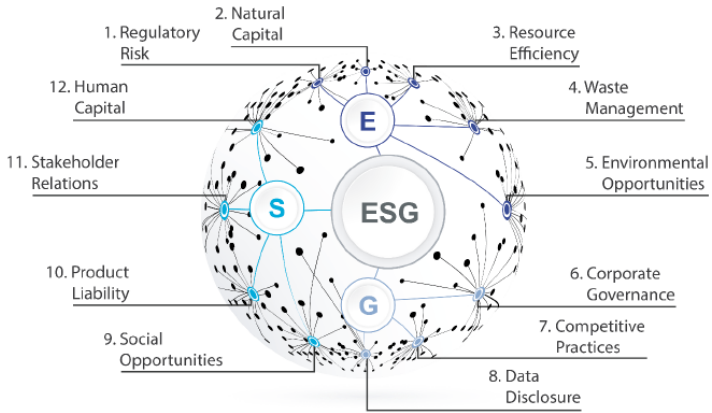 1. Regulatory
Risk
2. Natural
Capital
3. Resource
Efficiency
4. Waste
Management
5. Environmental
Opportunities
6. Corporate
Governance
7. Competitive
Practices
8. Data
Disclosure
9. Social
Opportunities
10. Product
Liability
11. Stakeholder
Relations
12. Human
Capital
E
S
ESG
G